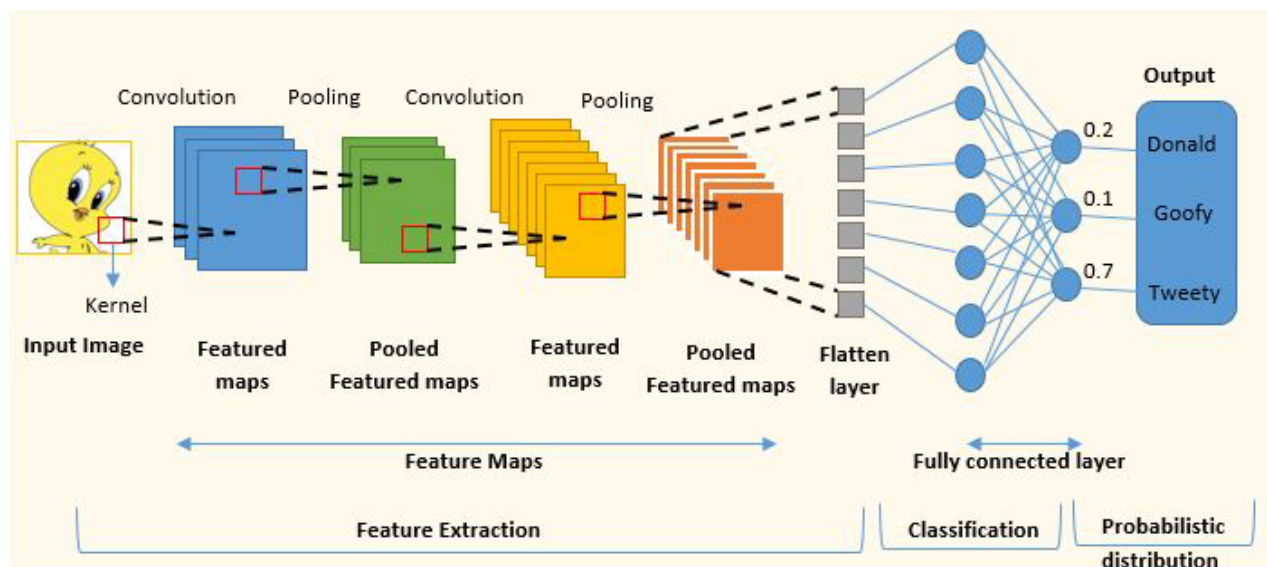 Convolution
Pooling
Convolution
Pooling
Output
0.2
Donald
0.1
Goofy
0.7
Tweety
Kernel
Input Image
Featured
maps
Pooled
Featured maps
Featured
maps
Pooled
Featured maps
Flatten
layer
Feature Maps
Fully connected layer
Feature Extraction
Classification
Probabilistic
distribution